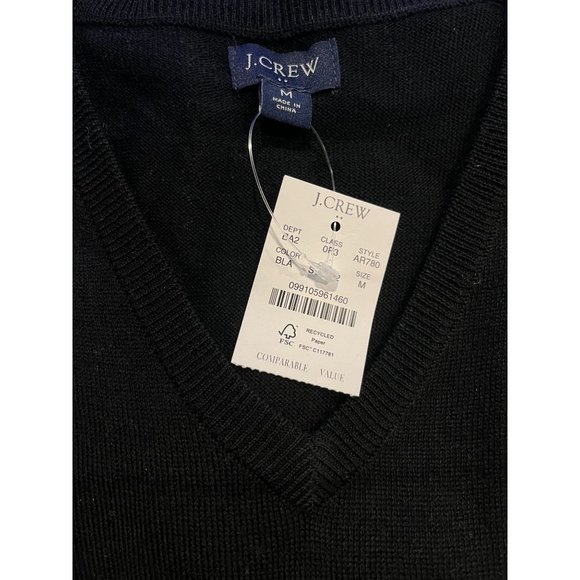 J.CREW
M
MADE IN
CHINA
J.CREW
DEPT CLASS STYLE
0F3 AR780
COLOR SIZE
BLA M
099105961460
FSC
RECYCLED
Paper
FSC® C117781
COMPARABLE VALUE